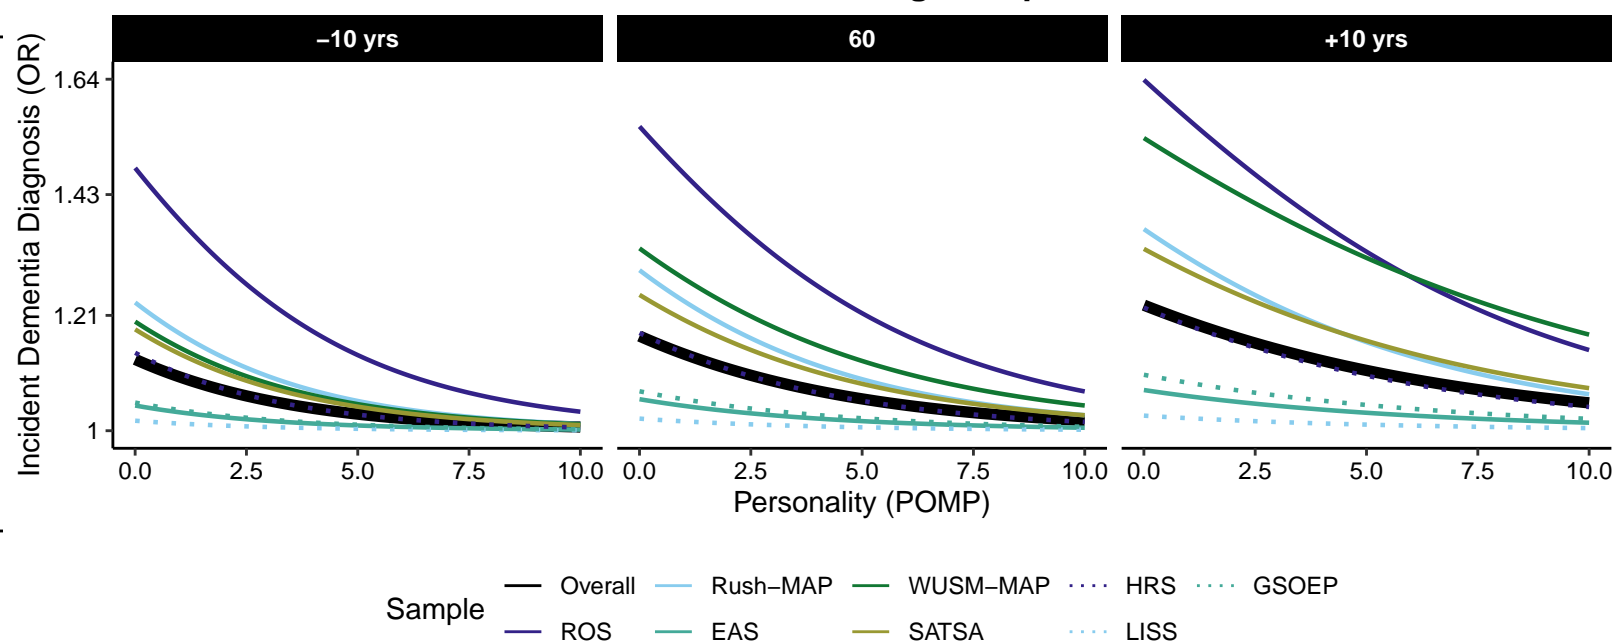 −10 yrs 60 +10 yrs
Incident Dementia Diagnosis (OR)
1.64
1.43
1.21
1
0.0 2.5 5.0 7.5 10.0 0.0 2.5 5.0 7.5 10.0 0.0 2.5 5.0 7.5 10.0
Personality (POMP)
Sample
Overall Rush−MAP WUSM−MAP HRS GSOEP
ROS EAS SATSA LISS